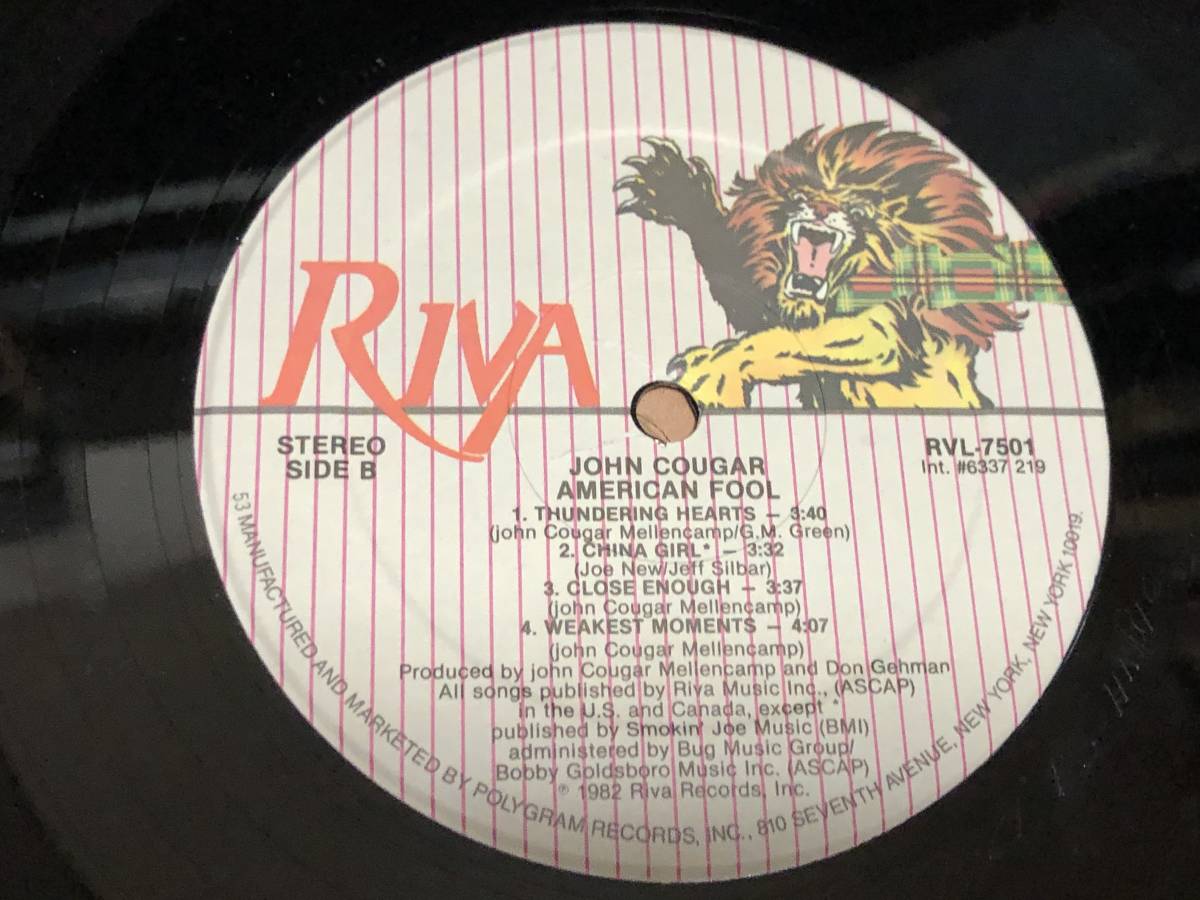 RIVA
STEREO
SIDE B
RVL-7501
Int. #6337 219
JOHN COUGAR
AMERICAN FOOL
1. THUNDERING HEARTS – 3:40
(john Cougar Mellencamp/G.M. Green)
2. CHINA GIRL* – 3:32
(Joe New/Jeff Silbar)
3. CLOSE ENOUGH – 3:37
(john Cougar Mellencamp)
4. WEAKEST MOMENTS – 4:07
(John Cougar Mellencamp)
Produced by john Cougar Mellencamp and Don Gehman
All songs published by Riva Music Inc., (ASCAP)
in the U.S. and Canada, except *
published by Smokin' Joe Music (BMI)
administered by Bug Music Group/
Bobby Goldsboro Music Inc. (ASCAP)
℗ 1982 Riva Records, Inc.
53 MANUFACTURED AND MARKETED BY POLYGRAM RECORDS, INC., 810 SEVENTH AVENUE, NEW YORK, NEW YORK 10019.